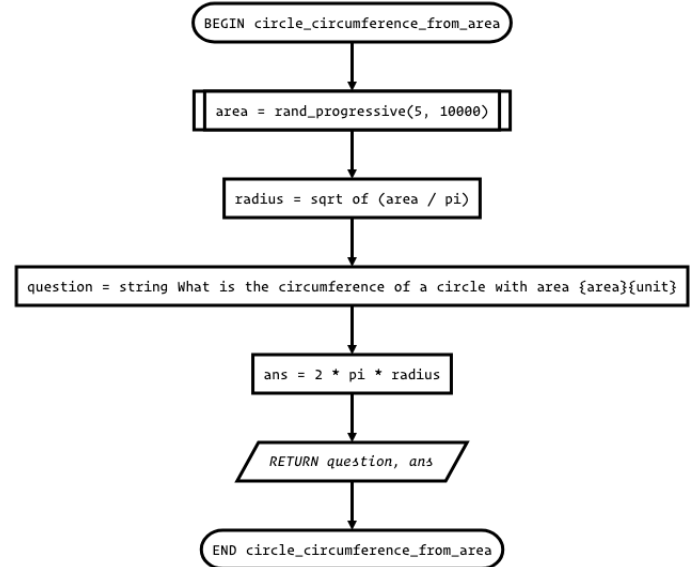 BEGIN circle_circumference_from_area
area = rand_progressive(5, 10000)
radius = sqrt of (area / pi)
question = string What is the circumference of a circle with area {area}{unit}
ans = 2 * pi * radius
RETURN question, ans
END circle_circumference_from_area